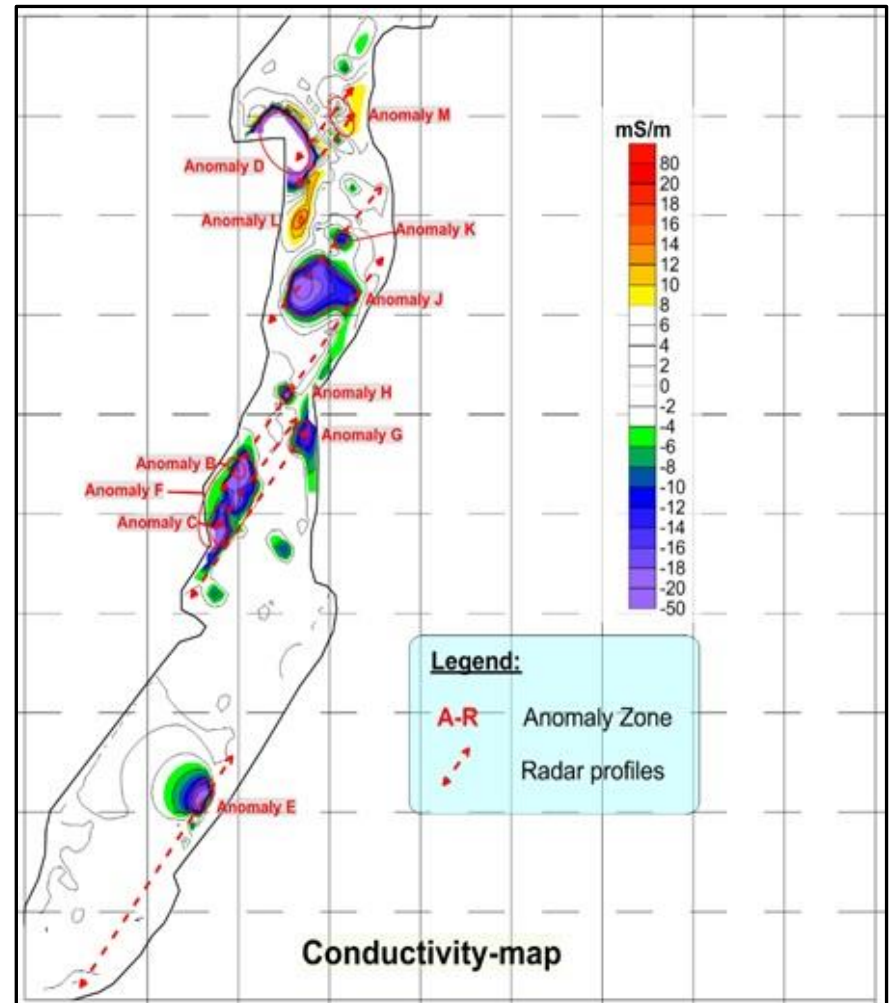 mS/m
80
20
18
16
14
12
10
8
6
4
2
0
-2
-4
-6
-8
-10
-12
-14
-16
-18
-20
-50
Anomaly M
Anomaly D
Anomaly L
Anomaly K
Anomaly J
Anomaly H
Anomaly G
Anomaly B
Anomaly F
Anomaly C
Legend:
A-R Anomaly Zone
Radar profiles
Anomaly E
Conductivity-map